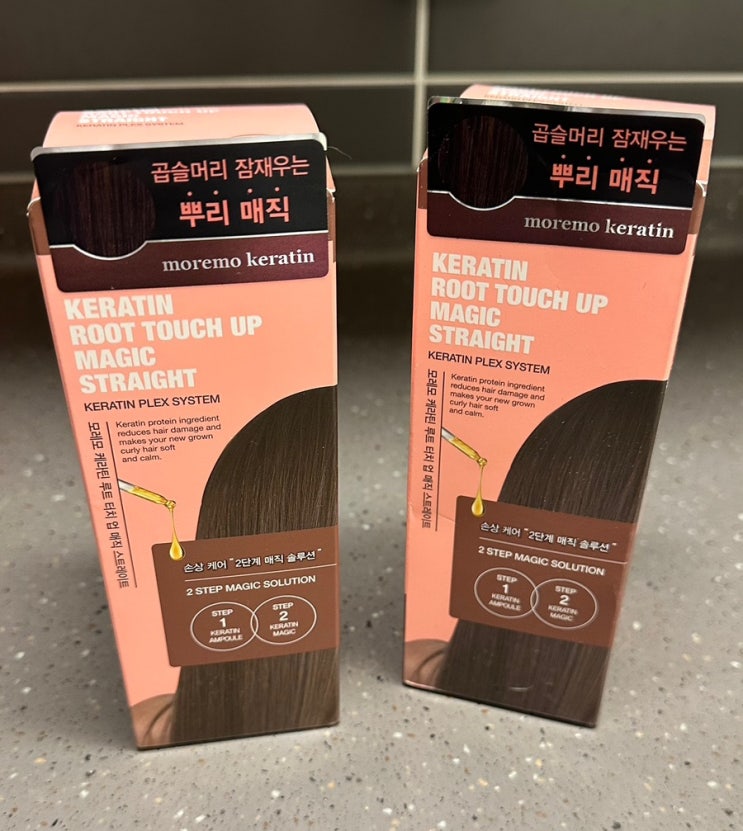 TOUCH UP
STRAIGHT
KERATIN PLEX SYSTEM
곱슬머리 잠재우는
뿌리 매직
moremo keratin
KERATIN
ROOT TOUCH UP
MAGIC
STRAIGHT
KERATIN PLEX SYSTEM
Keratin protein ingredient
reduces hair damage and
makes your new grown
curly hair soft
and calm.
모레모 케라틴 루트 터치 업 매직 스트레이트
손상 케어 "2단계 매직 솔루션"
2 STEP MAGIC SOLUTION
STEP
1
KERATIN
AMPOULE
STEP
2
KERATIN
MAGIC
곱슬머리 잠재우는
뿌리 매직
moremo keratin
KERATIN
ROOT TOUCH UP
MAGIC
STRAIGHT
KERATIN PLEX SYSTEM
Keratin protein ingredient
reduces hair damage and
makes your new grown
curly hair soft
and calm.
모레모 케라틴 루트 터치 업 매직 스트레이트
손상 케어 "2단계 매직 솔루션"
2 STEP MAGIC SOLUTION
STEP
1
KERATIN
AMPOULE
STEP
2
KERATIN
MAGIC